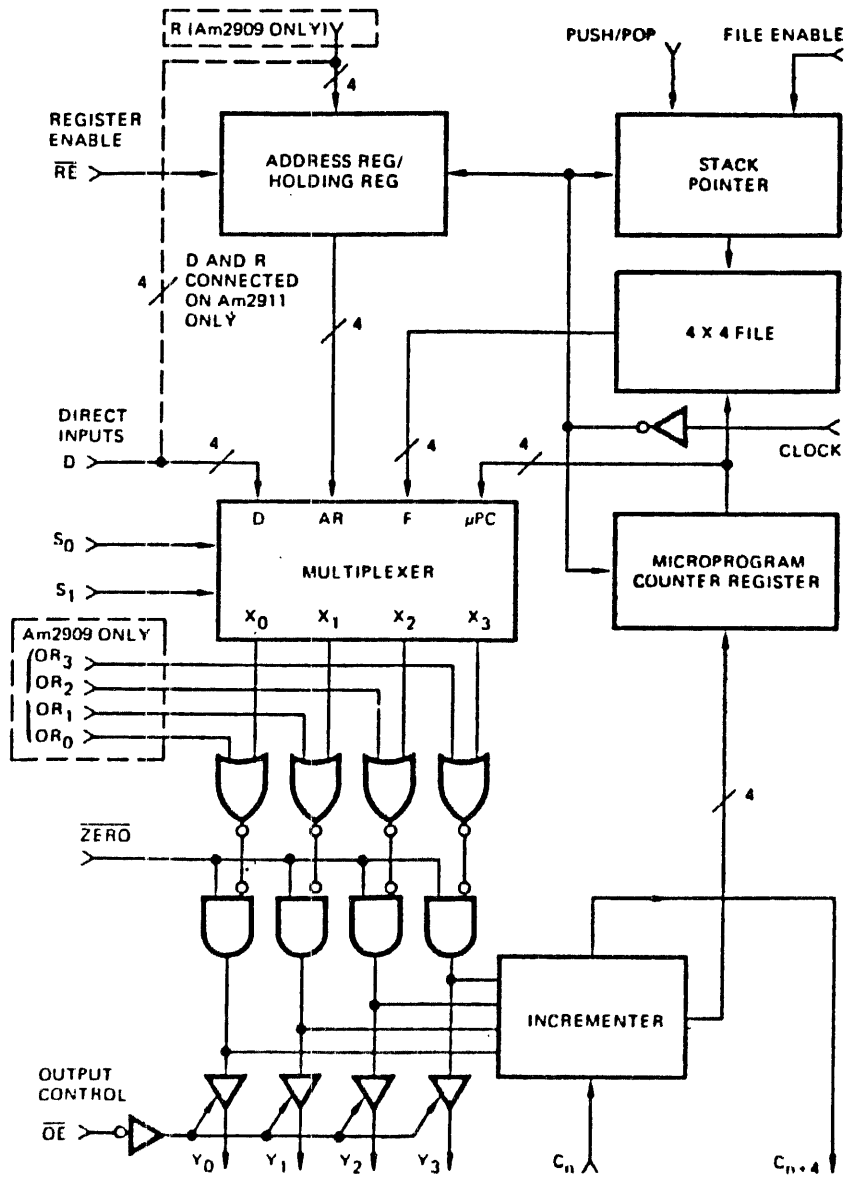 R (Am2909 ONLY)
PUSH/POP
FILE ENABLE
4
REGISTER
ENABLE
RE
ADDRESS REG/
HOLDING REG
STACK
POINTER
4
D AND R
CONNECTED
ON Am2911
ONLY
4
4 X 4 FILE
DIRECT
INPUTS
D
4
4
4
CLOCK
D
AR
F
μPC
S0
S1
MULTIPLEXER
X0
X1
X2
X3
MICROPROGRAM
COUNTER REGISTER
Am2909 ONLY
OR3
OR2
OR1
OR0
4
ZERO
INCREMENTER
OUTPUT
CONTROL
OE
Y0
Y1
Y2
Y3
Cn
Cn+4